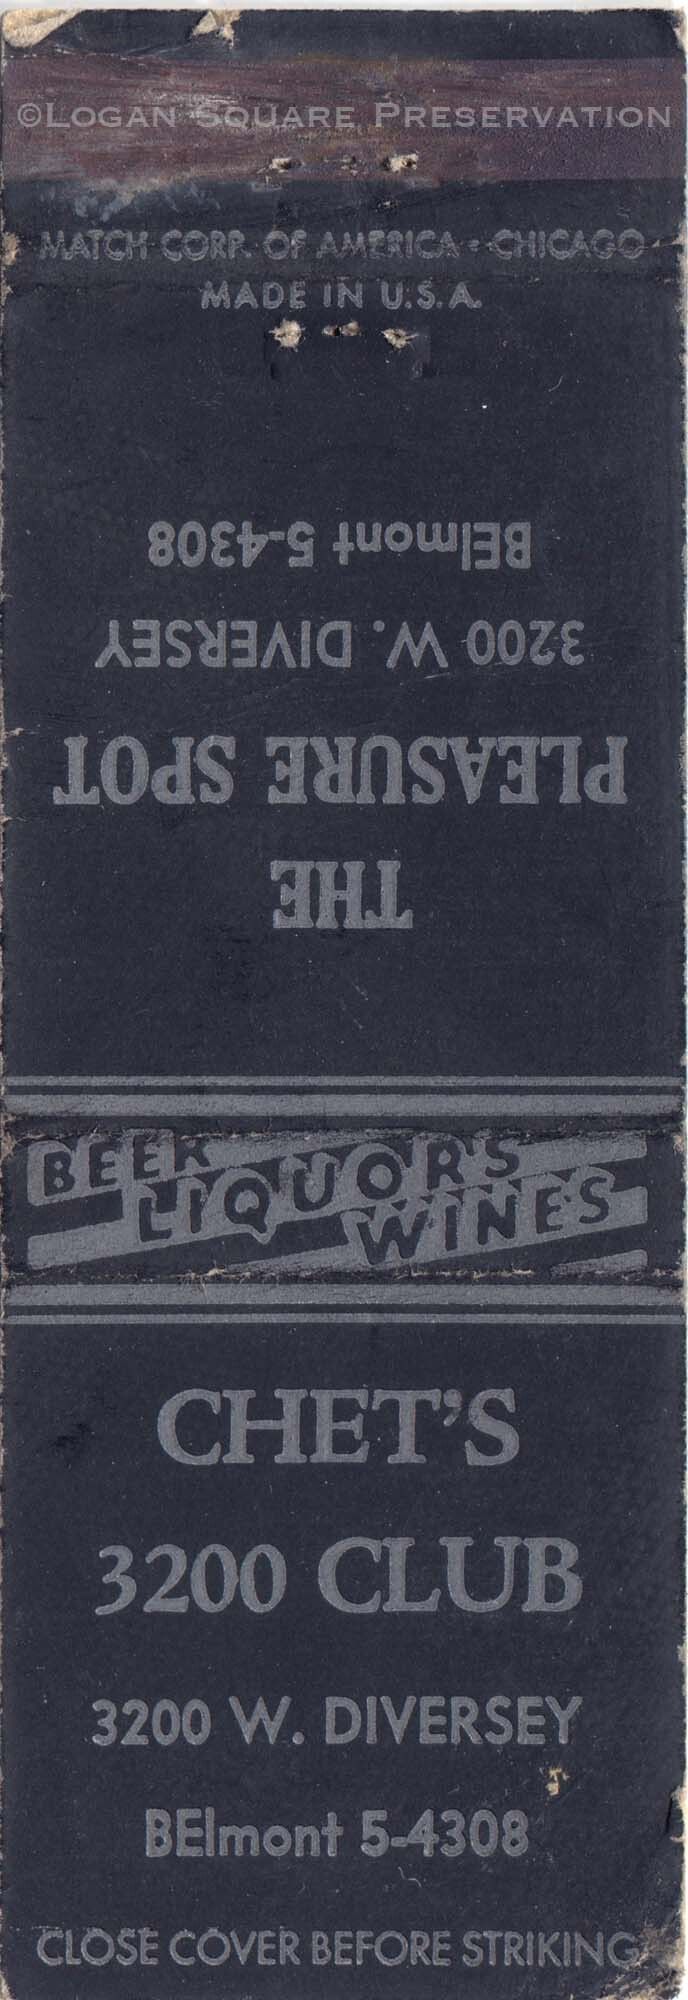 ©Logan Square Preservation
MATCH CORP. OF AMERICA - CHICAGO
MADE IN U.S.A.
THE
PLEASURE SPOT
3200 W. DIVERSEY
BElmont 5-4308
BEER
LIQUORS
WINES
CHET'S
3200 CLUB
3200 W. DIVERSEY
BElmont 5-4308
CLOSE COVER BEFORE STRIKING